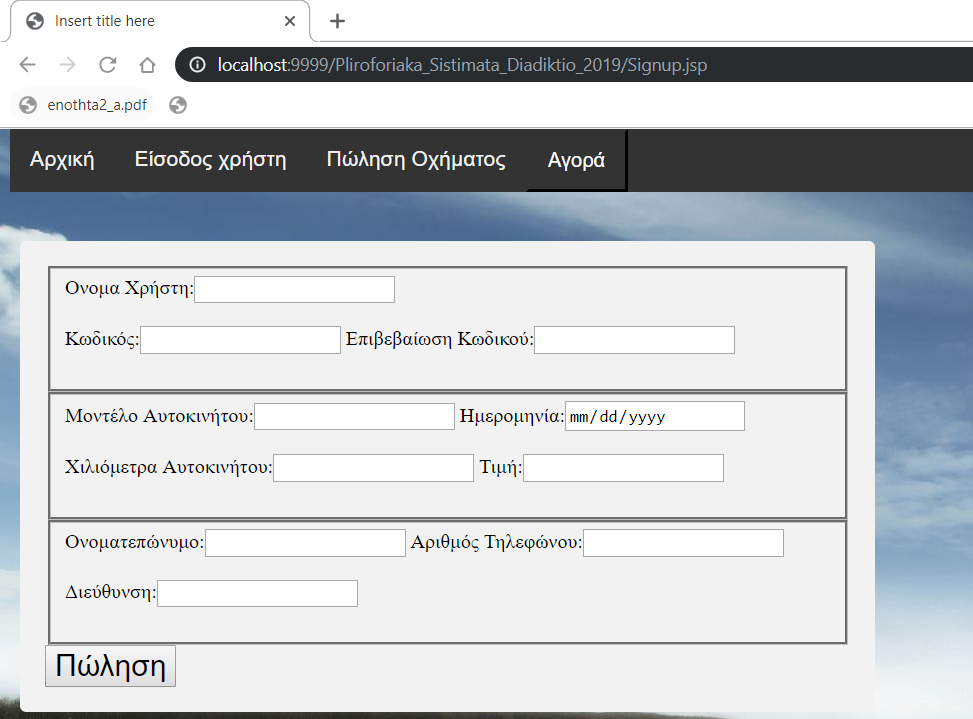 Insert title here
localhost:9999/Pliroforiaka_Sistimata_Diadiktio_2019/Signup.jsp
enothta2_a.pdf
Αρχική Είσοδος χρήστη Πώληση Οχήματος Αγορά
Ονομα Χρήστη:
Κωδικός: Επιβεβαίωση Κωδικού:
Μοντέλο Αυτοκινήτου: Ημερομηνία: mm/dd/yyyy
Χιλιόμετρα Αυτοκινήτου: Τιμή:
Ονοματεπώνυμο: Αριθμός Τηλεφώνου:
Διεύθυνση:
Πώληση